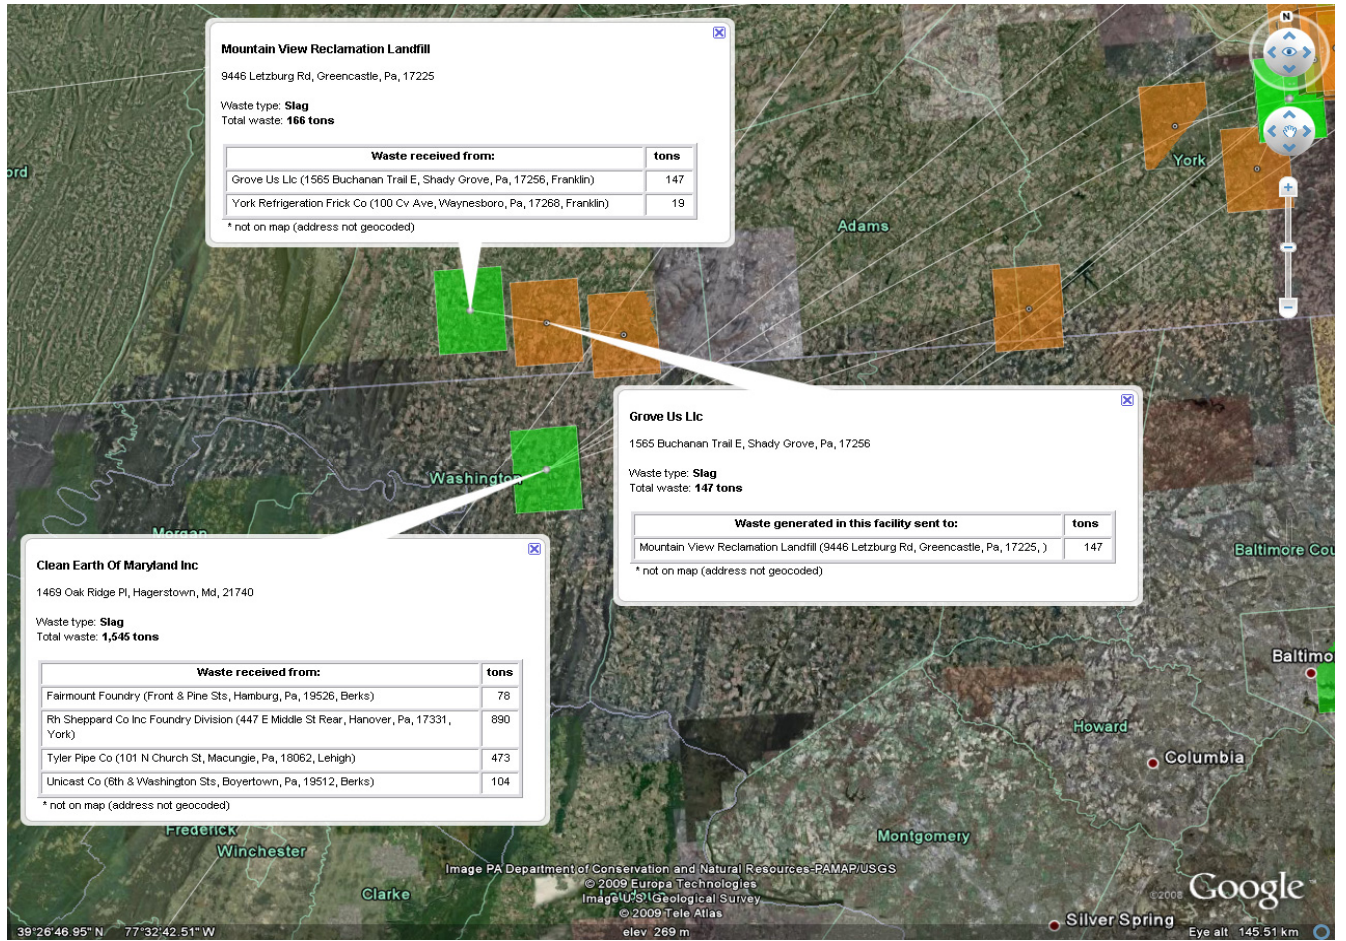 Mountain View Reclamation Landfill
9446 Letzburg Rd, Greencastle, Pa, 17225
Waste type: Slag
Total waste: 166 tons
Waste received from: tons
Grove Us Llc (1565 Buchanan Trail E, Shady Grove, Pa, 17256, Franklin) 147
York Refrigeration Frick Co (100 Cv Ave, Waynesboro, Pa, 17268, Franklin) 19
* not on map (address not geocoded)
N
ord
York
Adams
Grove Us Llc
1565 Buchanan Trail E, Shady Grove, Pa, 17256
Waste type: Slag
Total waste: 147 tons
Waste generated in this facility sent to: tons
Mountain View Reclamation Landfill (9446 Letzburg Rd, Greencastle, Pa, 17225, ) 147
* not on map (address not geocoded)
Washington
Morgan
Clean Earth Of Maryland Inc
1469 Oak Ridge Pl, Hagerstown, Md, 21740
Waste type: Slag
Total waste: 1,545 tons
Waste received from: tons
Fairmount Foundry (Front & Pine Sts, Hamburg, Pa, 19526, Berks) 78
Rh Sheppard Co Inc Foundry Division (447 E Middle St Rear, Hanover, Pa, 17331, 890
York)
Tyler Pipe Co (101 N Church St, Macungie, Pa, 18062, Lehigh) 473
Unicast Co (6th & Washington Sts, Boyertown, Pa, 19512, Berks) 104
* not on map (address not geocoded)
Baltimore Cou
Baltimo
Howard
Columbia
Frederick
Winchester
Montgomery
Clarke
Image PA Department of Conservation and Natural Resources-PAMAP/USGS
© 2009 Europa Technologies
Image U.S. Geological Survey
© 2009 Tele Atlas
©2008 Google
Silver Spring
39°26'46.95" N 77°32'42.51" W
elev 269 m
Eye alt 145.51 km